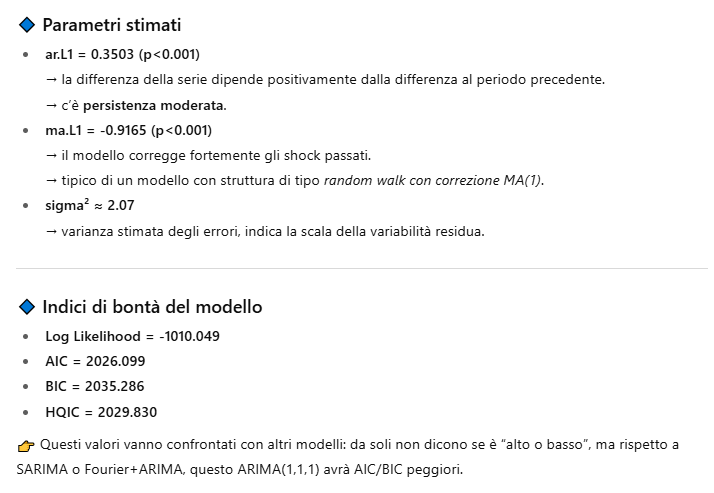 Parametri stimati
ar.L1 = 0.3503 (p<0.001)
→ la differenza della serie dipende positivamente dalla differenza al periodo precedente.
→ c'è persistenza moderata.
ma.L1 = -0.9165 (p<0.001)
→ il modello corregge fortemente gli shock passati.
→ tipico di un modello con struttura di tipo random walk con correzione MA(1).
sigma² ≈ 2.07
→ varianza stimata degli errori, indica la scala della variabilità residua.
Indici di bontà del modello
Log Likelihood = -1010.049
AIC = 2026.099
BIC = 2035.286
HQIC = 2029.830
👉 Questi valori vanno confrontati con altri modelli: da soli non dicono se è "alto o basso", ma rispetto a
SARIMA o Fourier+ARIMA, questo ARIMA(1,1,1) avrà AIC/BIC peggiori.